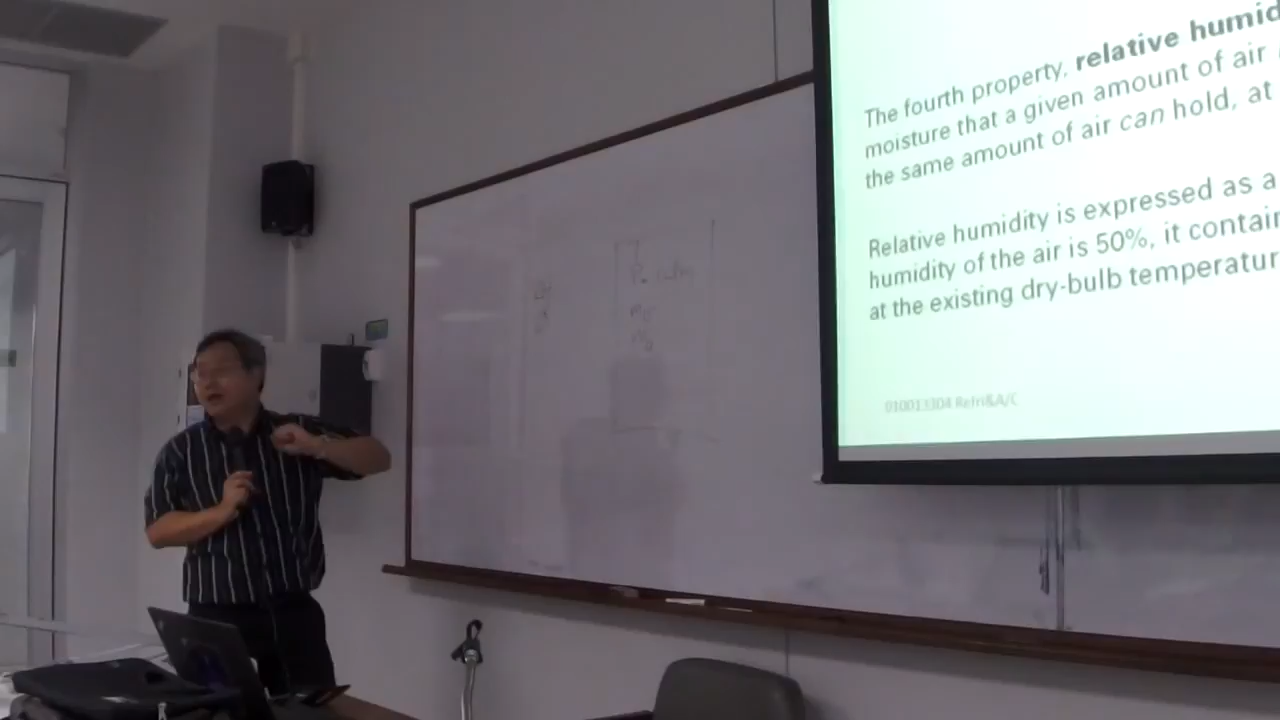 The fourth property, relative humid
moisture that a given amount of air
the same amount of air can hold, at
Relative humidity is expressed as a
humidity of the air is 50%, it contain
at the existing dry-bulb temperatur
010013304 Refri&A/C